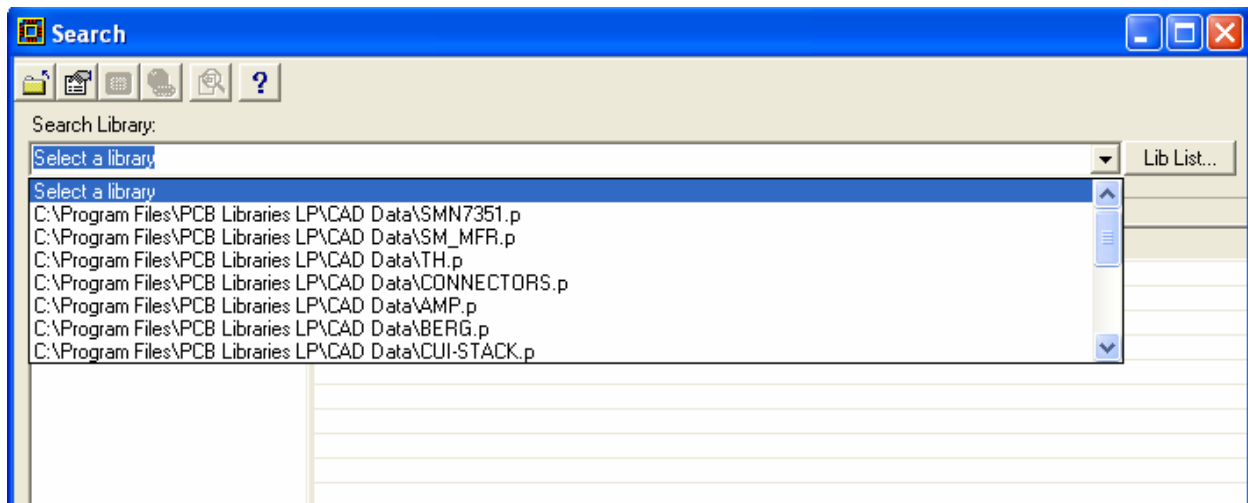 Search
?
Search Library:
Select a library
Lib List...
Select a library
C:\Program Files\PCB Libraries LP\CAD Data\SMN7351.p
C:\Program Files\PCB Libraries LP\CAD Data\SM_MFR.p
C:\Program Files\PCB Libraries LP\CAD Data\TH.p
C:\Program Files\PCB Libraries LP\CAD Data\CONNECTORS.p
C:\Program Files\PCB Libraries LP\CAD Data\AMP.p
C:\Program Files\PCB Libraries LP\CAD Data\BERG.p
C:\Program Files\PCB Libraries LP\CAD Data\CUI-STACK.p